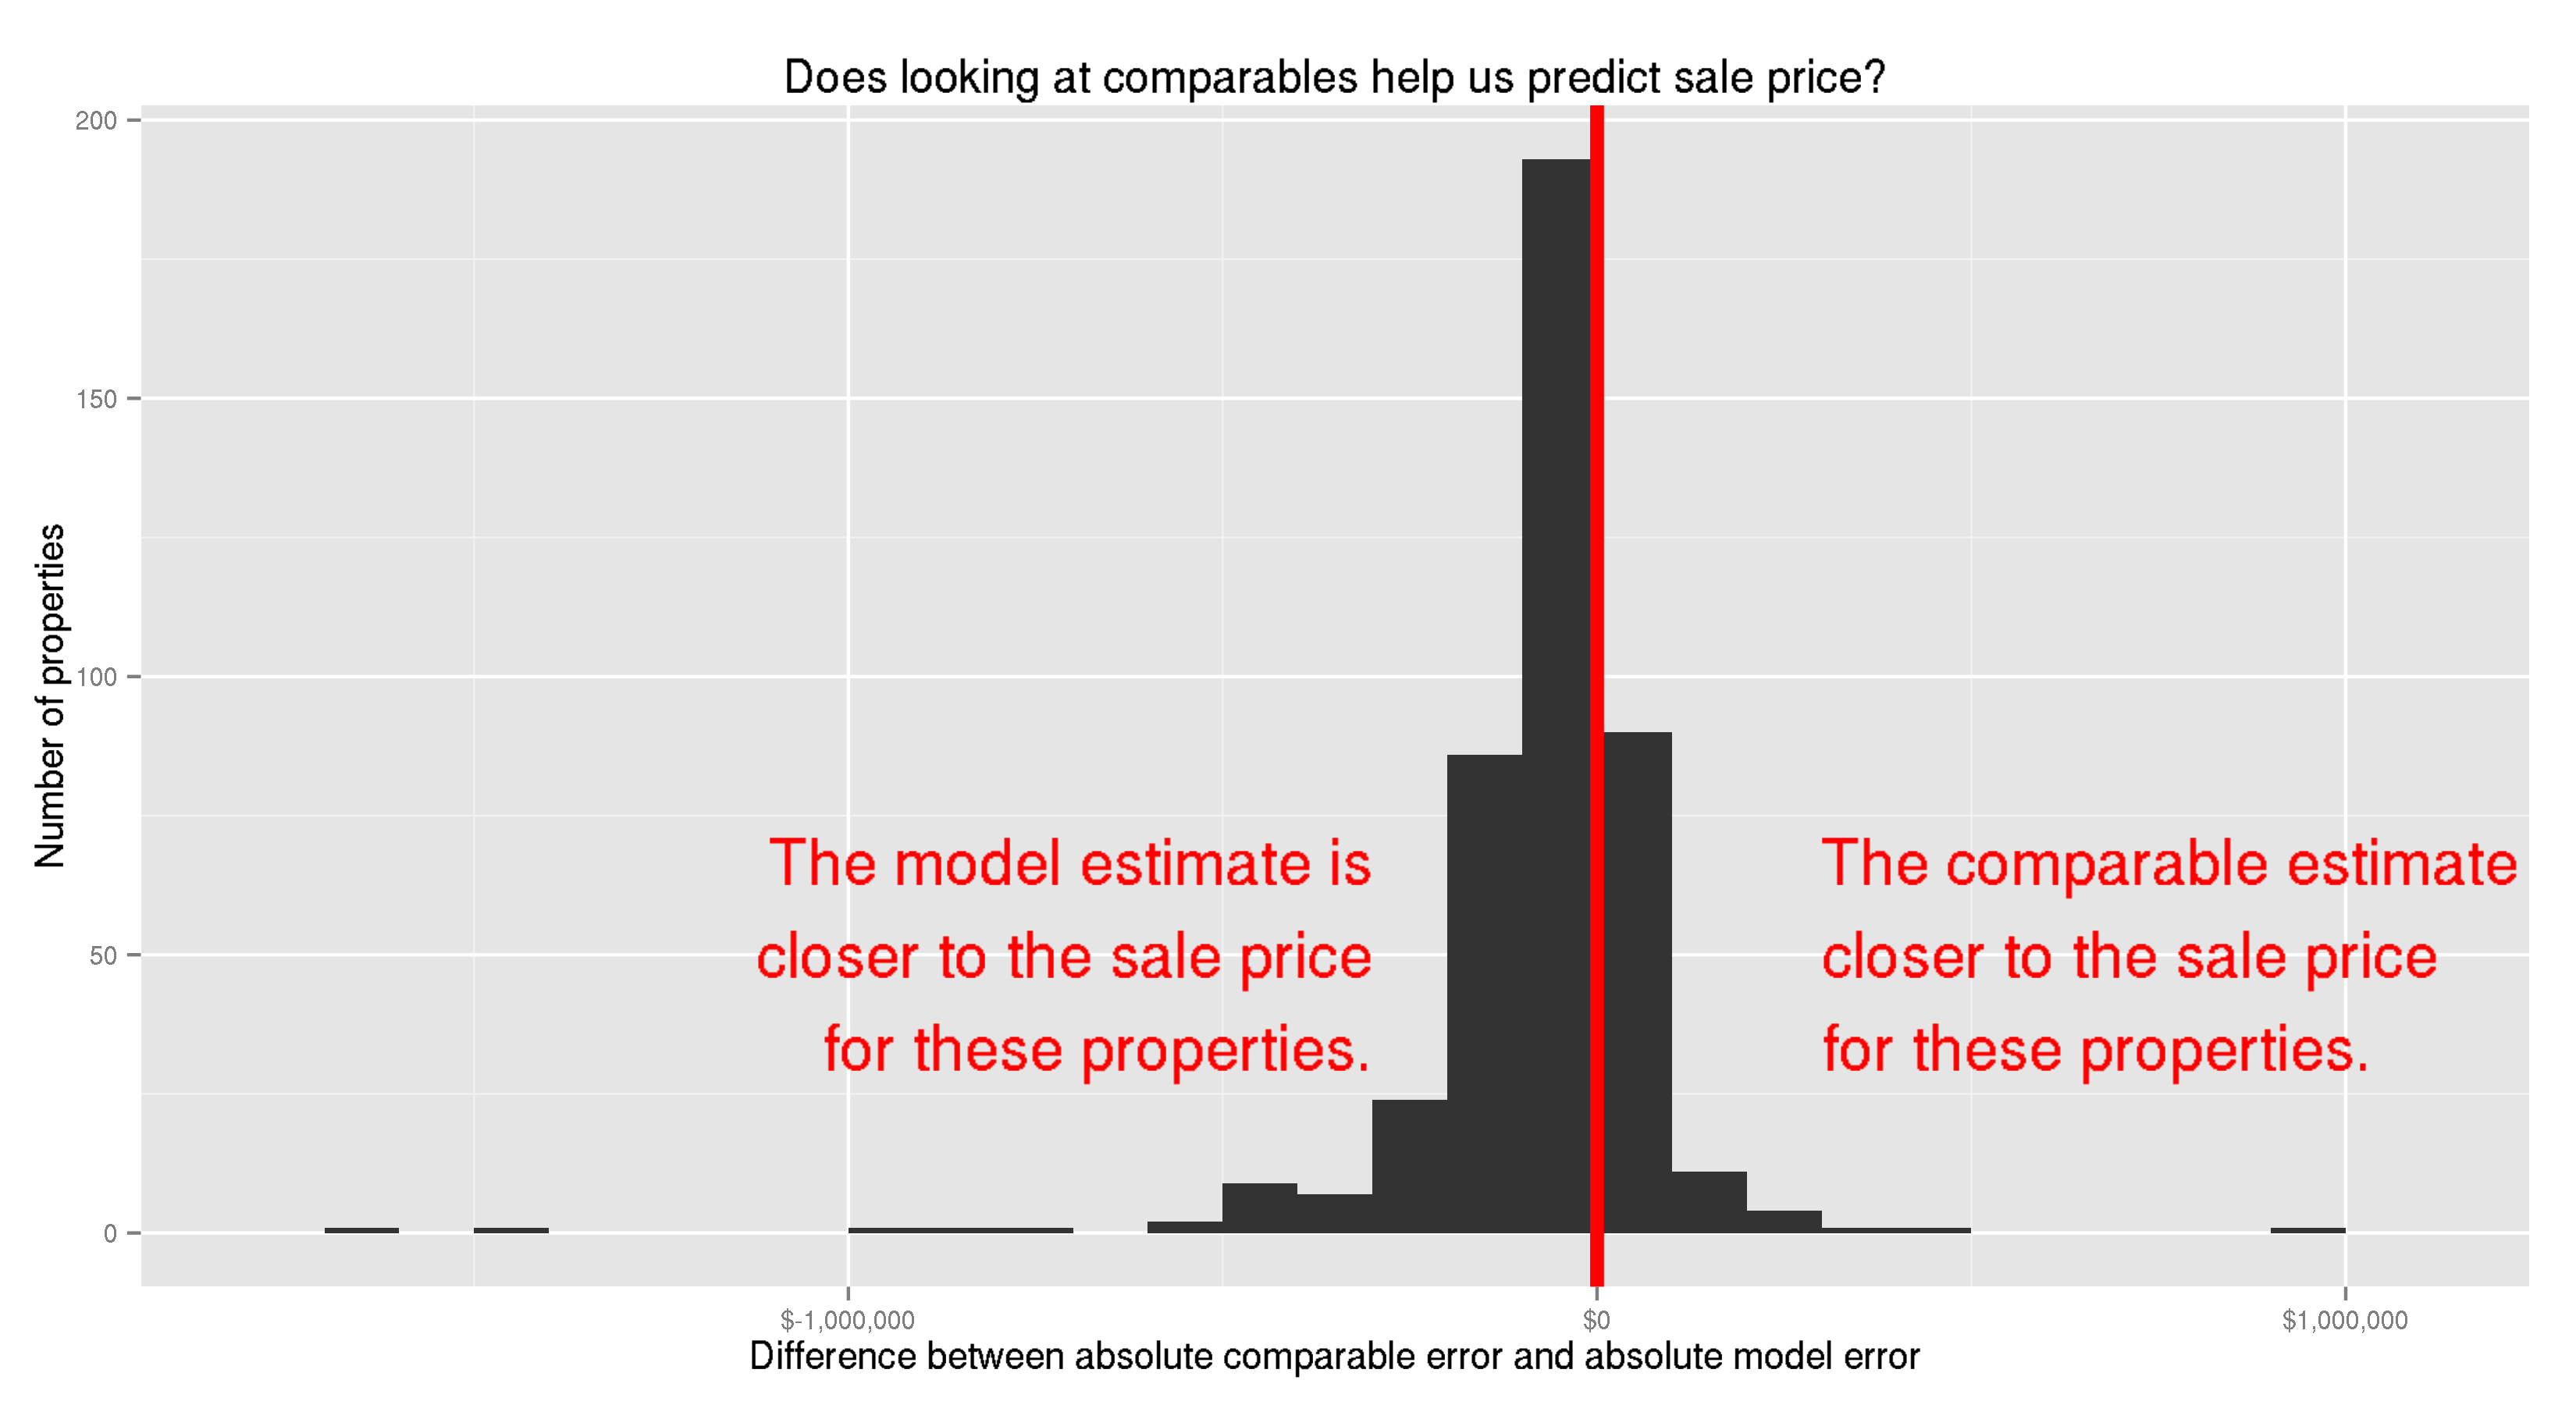 Does looking at comparables help us predict sale price?
200
150
100
50
0
Number of properties
The model estimate is
closer to the sale price
for these properties.
The comparable estimate
closer to the sale price
for these properties.
$-1,000,000
$0
$1,000,000
Difference between absolute comparable error and absolute model error